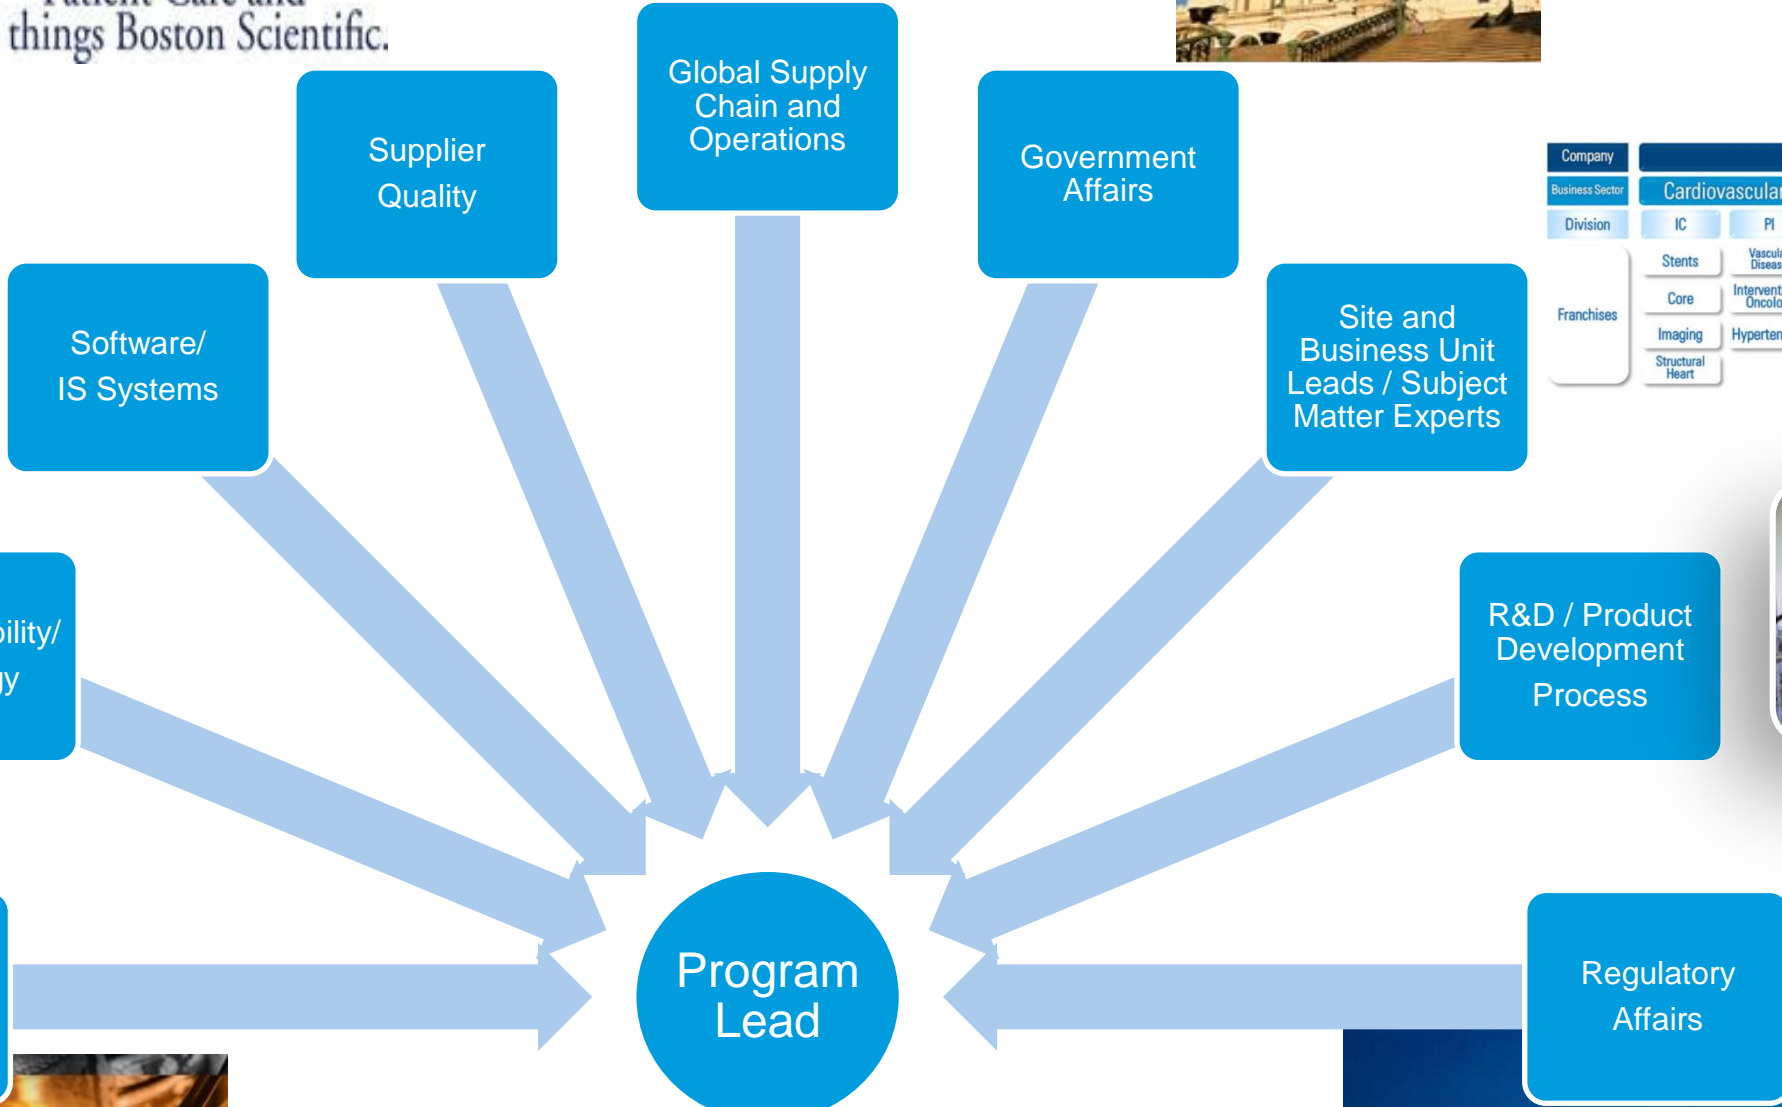 things Boston Scientific.
Global Supply
Chain and
Operations
Supplier
Quality
Government
Affairs
Software/
IS Systems
Site and
Business Unit
Leads / Subject
Matter Experts
Company
Business Sector
Cardiovascular
Division
IC
PI
Franchises
Stents
Core
Imaging
Structural
Heart
R&D / Product
Development
Process
Program
Lead
Regulatory
Affairs